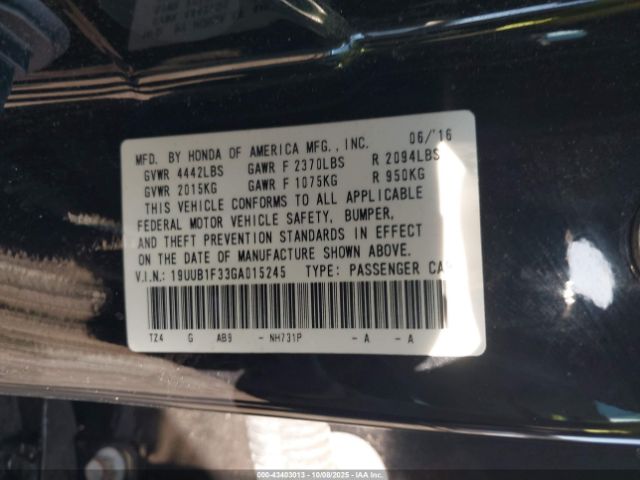 MFD. BY HONDA OF AMERICA MFG., INC. 06/'16
GVWR 4442LBS GAWR F 2370LBS R 2094LBS
GVWR 2015KG GAWR F 1075KG R 950KG
THIS VEHICLE CONFORMS TO ALL APPLICABLE
FEDERAL MOTOR VEHICLE SAFETY, BUMPER,
AND THEFT PREVENTION STANDARDS IN EFFECT
ON THE DATE OF MANUFACTURE SHOWN ABOVE.
V.I.N.: 19UUB1F33GA015245 TYPE: PASSENGER CAR
TZ4 G AB9 - NH731P - A - A
000-43403013 - 10/08/2025 - IAA Inc.